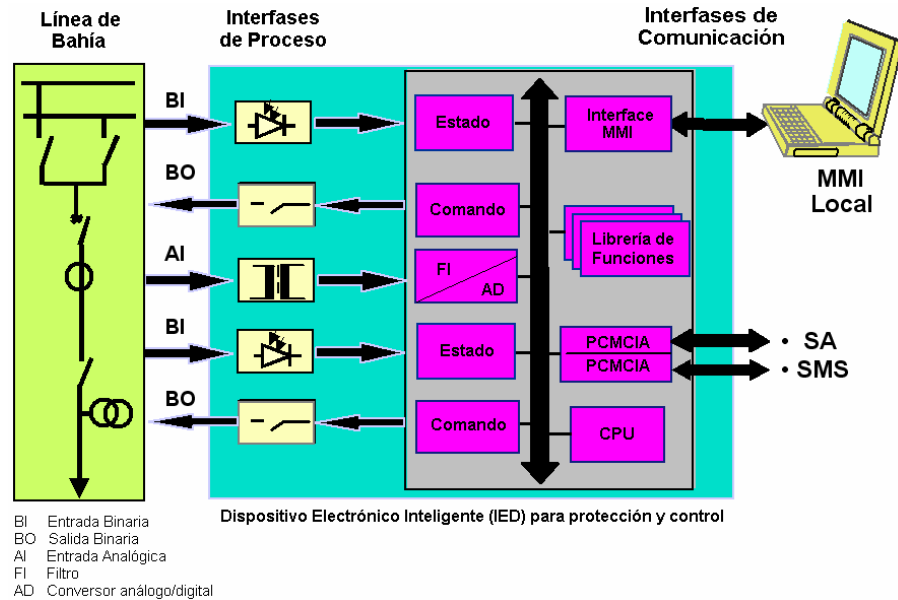 Línea de
Bahía
Interfases
de Proceso
Interfases de
Comunicación
BI
BO
AI
BI
BO
Estado
Comando
FI
AD
Estado
Comando
Interface
MMI
Librería de
Funciones
PCMCIA
PCMCIA
CPU
MMI
Local
· SA
· SMS
Dispositivo Electrónico Inteligente (IED) para protección y control
BI Entrada Binaria
BO Salida Binaria
AI Entrada Analógica
FI Filtro
AD Conversor análogo/digital